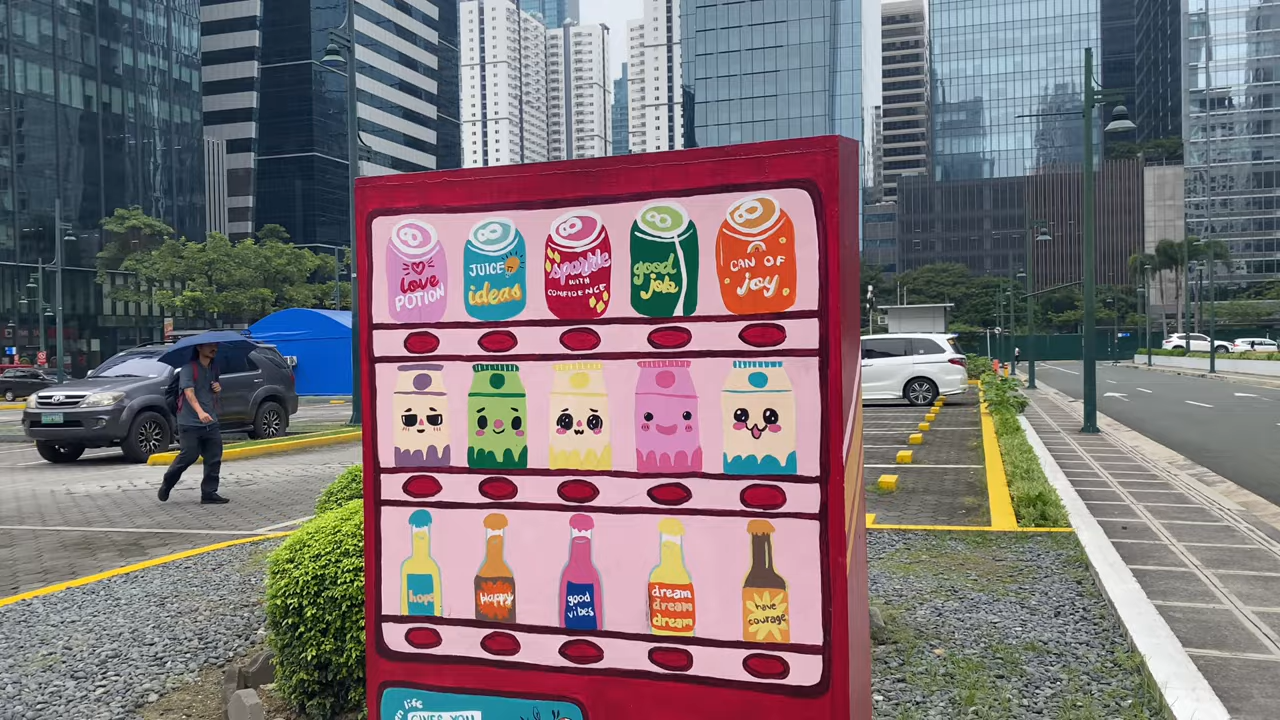 love
POTION
JUICE
ideas
sparkle
WITH
CONFIDENCE
good
job
CAN OF
joy
hope
Happy
good
vibes
dream
dream
dream
have
courage
life
GIVES YOU